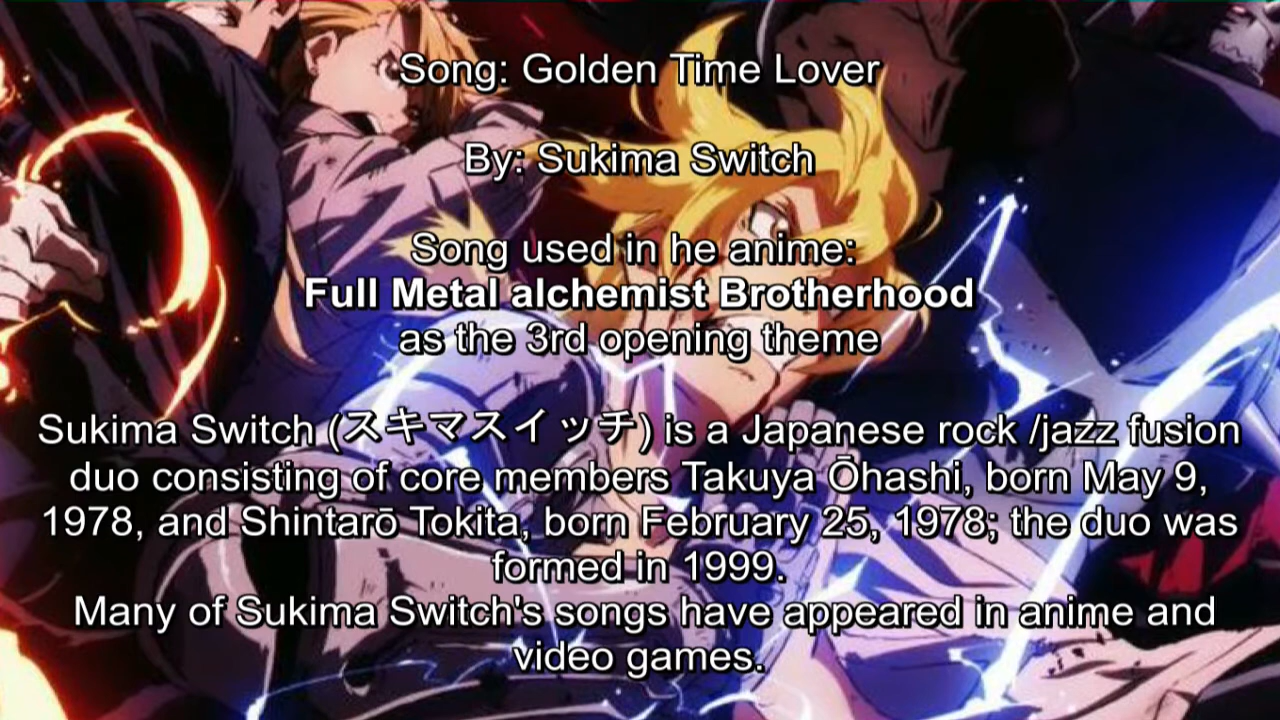 Song: Golden Time Lover
By: Sukima Switch
Song used in he anime:
Full Metal alchemist Brotherhood
as the 3rd opening theme
Sukima Switch (スキマスイッチ) is a Japanese rock /jazz fusion
duo consisting of core members Takuya Ōhashi, born May 9,
1978, and Shintarō Tokita, born February 25, 1978; the duo was
formed in 1999.
Many of Sukima Switch's songs have appeared in anime and
video games.